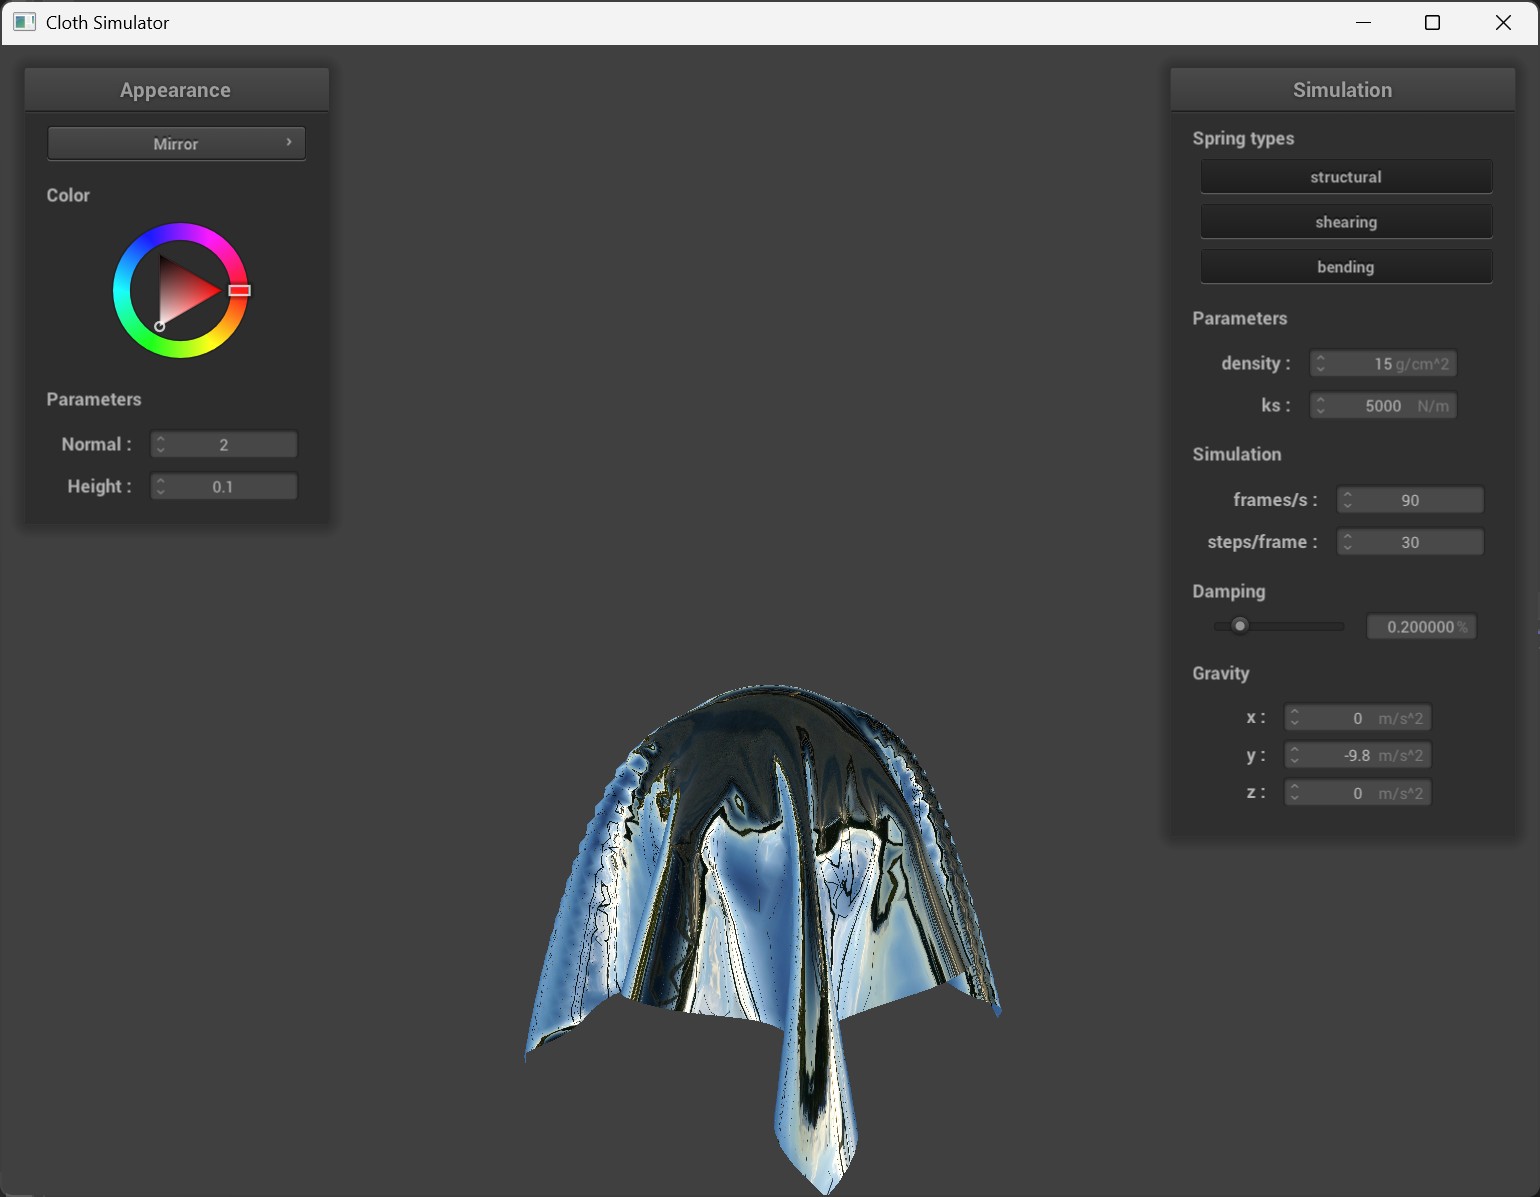 Cloth Simulator
Appearance
Mirror
Color
Parameters
Normal : 2
Height : 0.1
Simulation
Spring types
structural
shearing
bending
Parameters
density : 15 g/cm^2
ks : 5000 N/m
Simulation
frames/s : 90
steps/frame : 30
Damping
0.200000 %
Gravity
x : 0 m/s^2
y : -9.8 m/s^2
z : 0 m/s^2